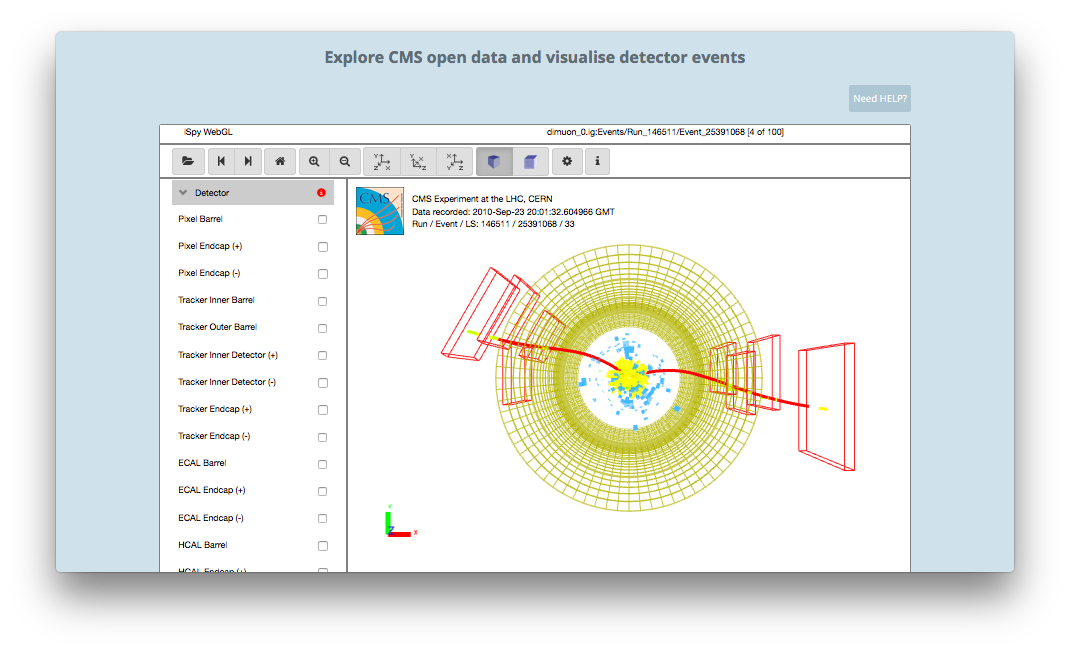 Explore CMS open data and visualise detector events
Need HELP?
iSpy WebGL
dimuon_0.ig:Events/Run_146511/Event_25391068 [4 of 100]
Y Z X
Y X Z
X Y Z
i
Detector
CMS
CMS Experiment at the LHC, CERN
Data recorded: 2010-Sep-23 20:01:32.604966 GMT
Run / Event / LS: 146511 / 25391068 / 33
Pixel Barrel
Pixel Endcap (+)
Pixel Endcap (-)
Tracker Inner Barrel
Tracker Outer Barrel
Tracker Inner Detector (+)
Tracker Inner Detector (-)
Tracker Endcap (+)
Tracker Endcap (-)
ECAL Barrel
ECAL Endcap (+)
ECAL Endcap (-)
HCAL Barrel
HCAL Endcap (+)
Y
Z
X